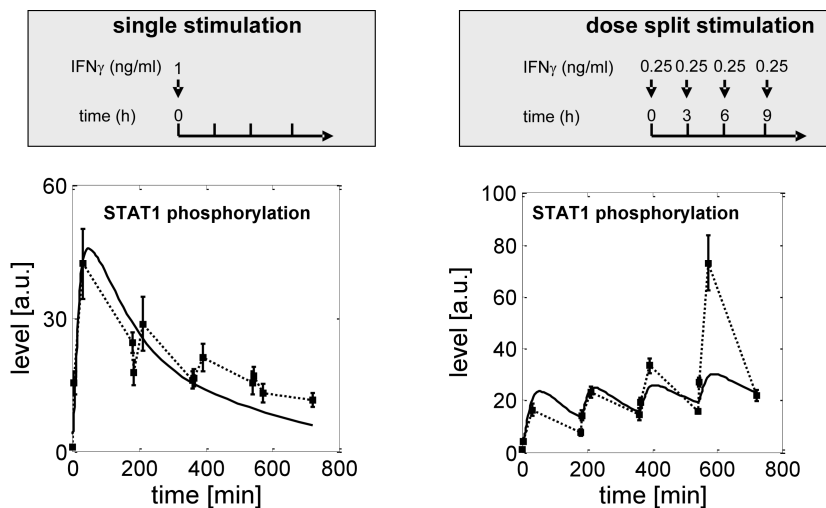 single stimulation
IFNγ (ng/ml) 1
time (h) 0
dose split stimulation
IFNγ (ng/ml) 0.25 0.25 0.25 0.25
time (h) 0 3 6 9
STAT1 phosphorylation
level [a.u.]
60
30
0
0 200 400 600 800
time [min]
STAT1 phosphorylation
level [a.u.]
100
80
60
40
20
0
0 200 400 600 800
time [min]